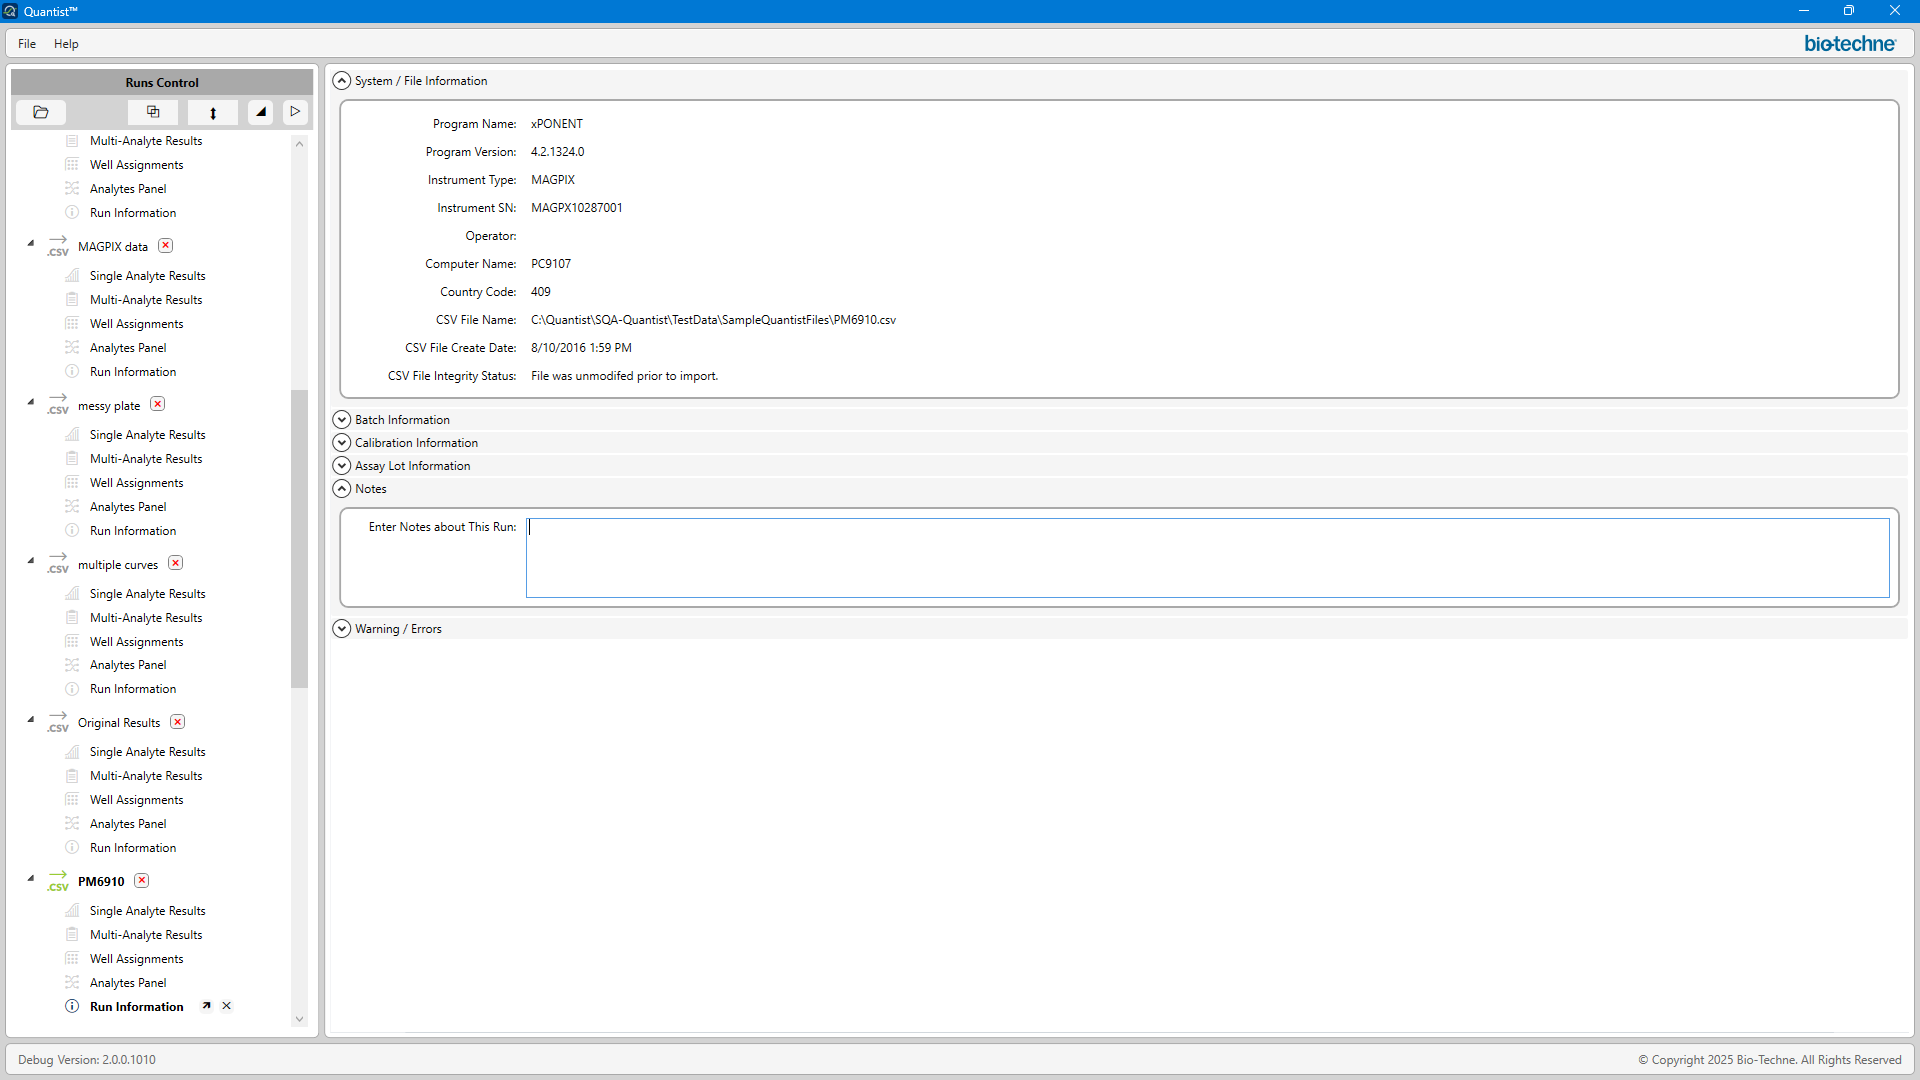 Quantist™
File Help
bio-techne
Runs Control
Multi-Analyte Results
Well Assignments
Analytes Panel
Run Information
.CSV MAGPIX data
Single Analyte Results
Multi-Analyte Results
Well Assignments
Analytes Panel
Run Information
.CSV messy plate
Single Analyte Results
Multi-Analyte Results
Well Assignments
Analytes Panel
Run Information
.CSV multiple curves
Single Analyte Results
Multi-Analyte Results
Well Assignments
Analytes Panel
Run Information
.CSV Original Results
Single Analyte Results
Multi-Analyte Results
Well Assignments
Analytes Panel
Run Information
.CSV PM6910
Single Analyte Results
Multi-Analyte Results
Well Assignments
Analytes Panel
Run Information
System / File Information
Program Name: xPONENT
Program Version: 4.2.1324.0
Instrument Type: MAGPIX
Instrument SN: MAGPX10287001
Operator:
Computer Name: PC9107
Country Code: 409
CSV File Name: C:\Quantist\SQA-Quantist\TestData\SampleQuantistFiles\PM6910.csv
CSV File Create Date: 8/10/2016 1:59 PM
CSV File Integrity Status: File was unmodifed prior to import.
Batch Information
Calibration Information
Assay Lot Information
Notes
Enter Notes about This Run:
Warning / Errors
Debug Version: 2.0.0.1010
© Copyright 2025 Bio-Techne. All Rights Reserved